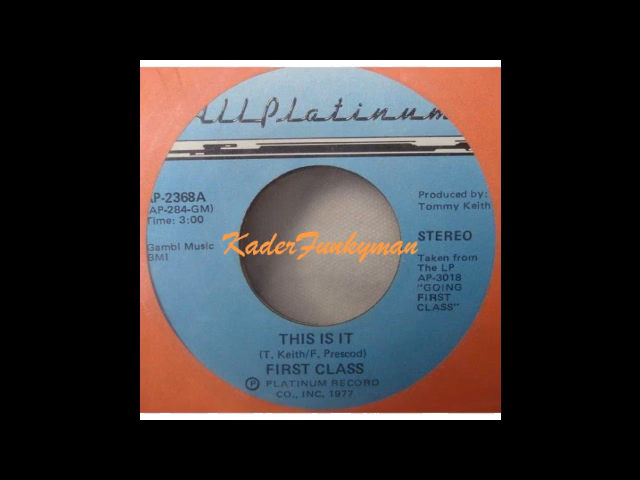 All Platinum
AP-2368A
(AP-284-GM)
Time: 3:00
Gambi Music
BMI
Produced by:
Tommy Keith
STEREO
Taken from
The LP
AP-3018
"GOING
FIRST
CLASS"
KaderFunkyman
THIS IS IT
(T. Keith/F. Prescod)
FIRST CLASS
Ⓟ PLATINUM RECORD
CO., INC. 1977